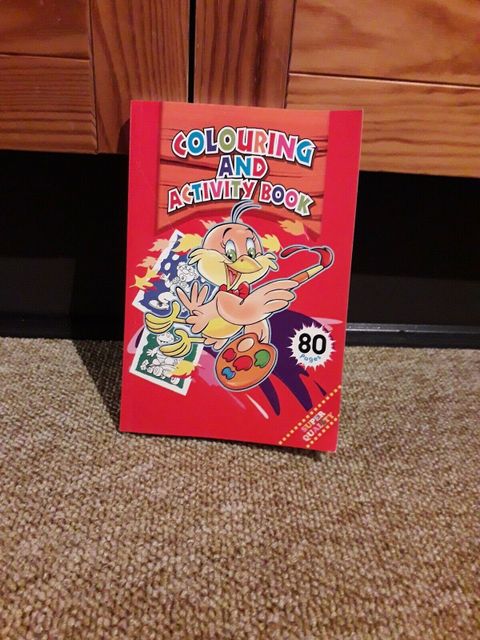 COLOURING
AND
ACTIVITY BOOK
80
Pages
SUPER
QUALITY